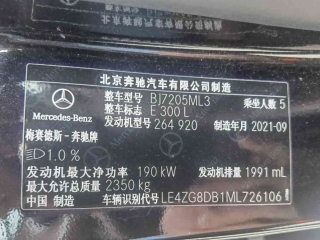 北京奔驰汽车有限公司制造
整车型号 BJ7205ML3 乘坐人数 5
整车型号 E 300 L
Mercedes-Benz
发动机型号 264 920 制造年月 2021-09
梅赛德斯-奔驰牌
1.0 %
发动机最大净功率 190 kW 发动机排量 1991 mL
最大允许总质量 2350 kg
中国 制造 车辆识别代号 LE4ZG8DB1ML726106